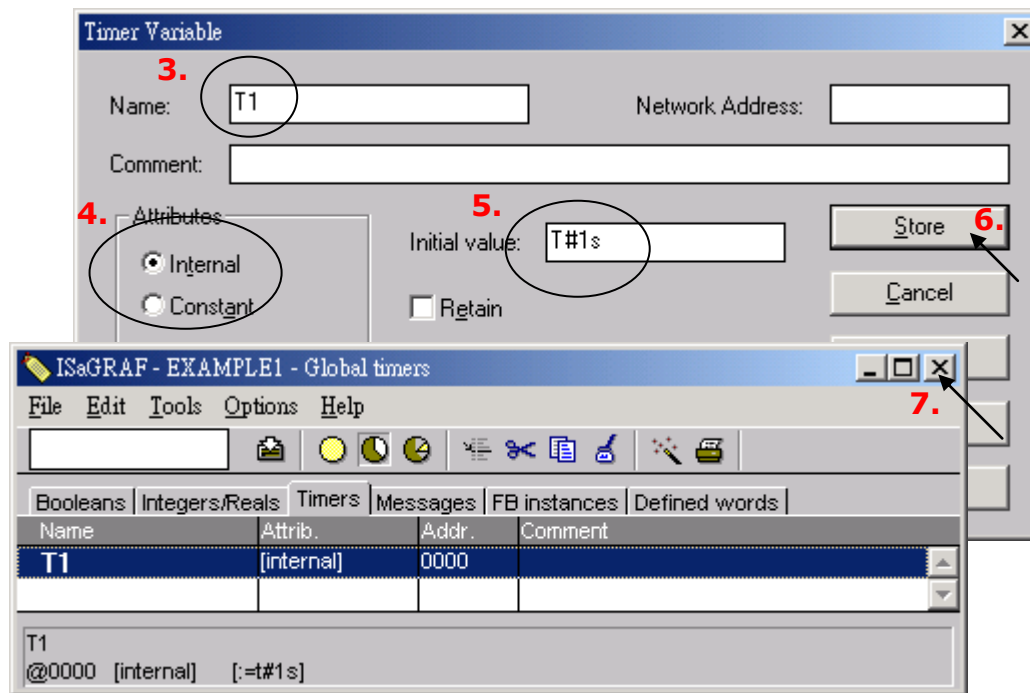 Timer Variable
3.
Name: T1 Network Address:
Comment:
4. Attributes
5.
Initial value: T#1s
Store 6.
Internal
Constant
Retain
Cancel
ISaGRAF - EXAMPLE1 - Global timers
7.
File Edit Tools Options Help
Booleans Integers/Reals Timers Messages FB instances Defined words
Name Attrib. Addr. Comment
T1 [internal] 0000
T1
@0000 [internal] [:=t#1s]